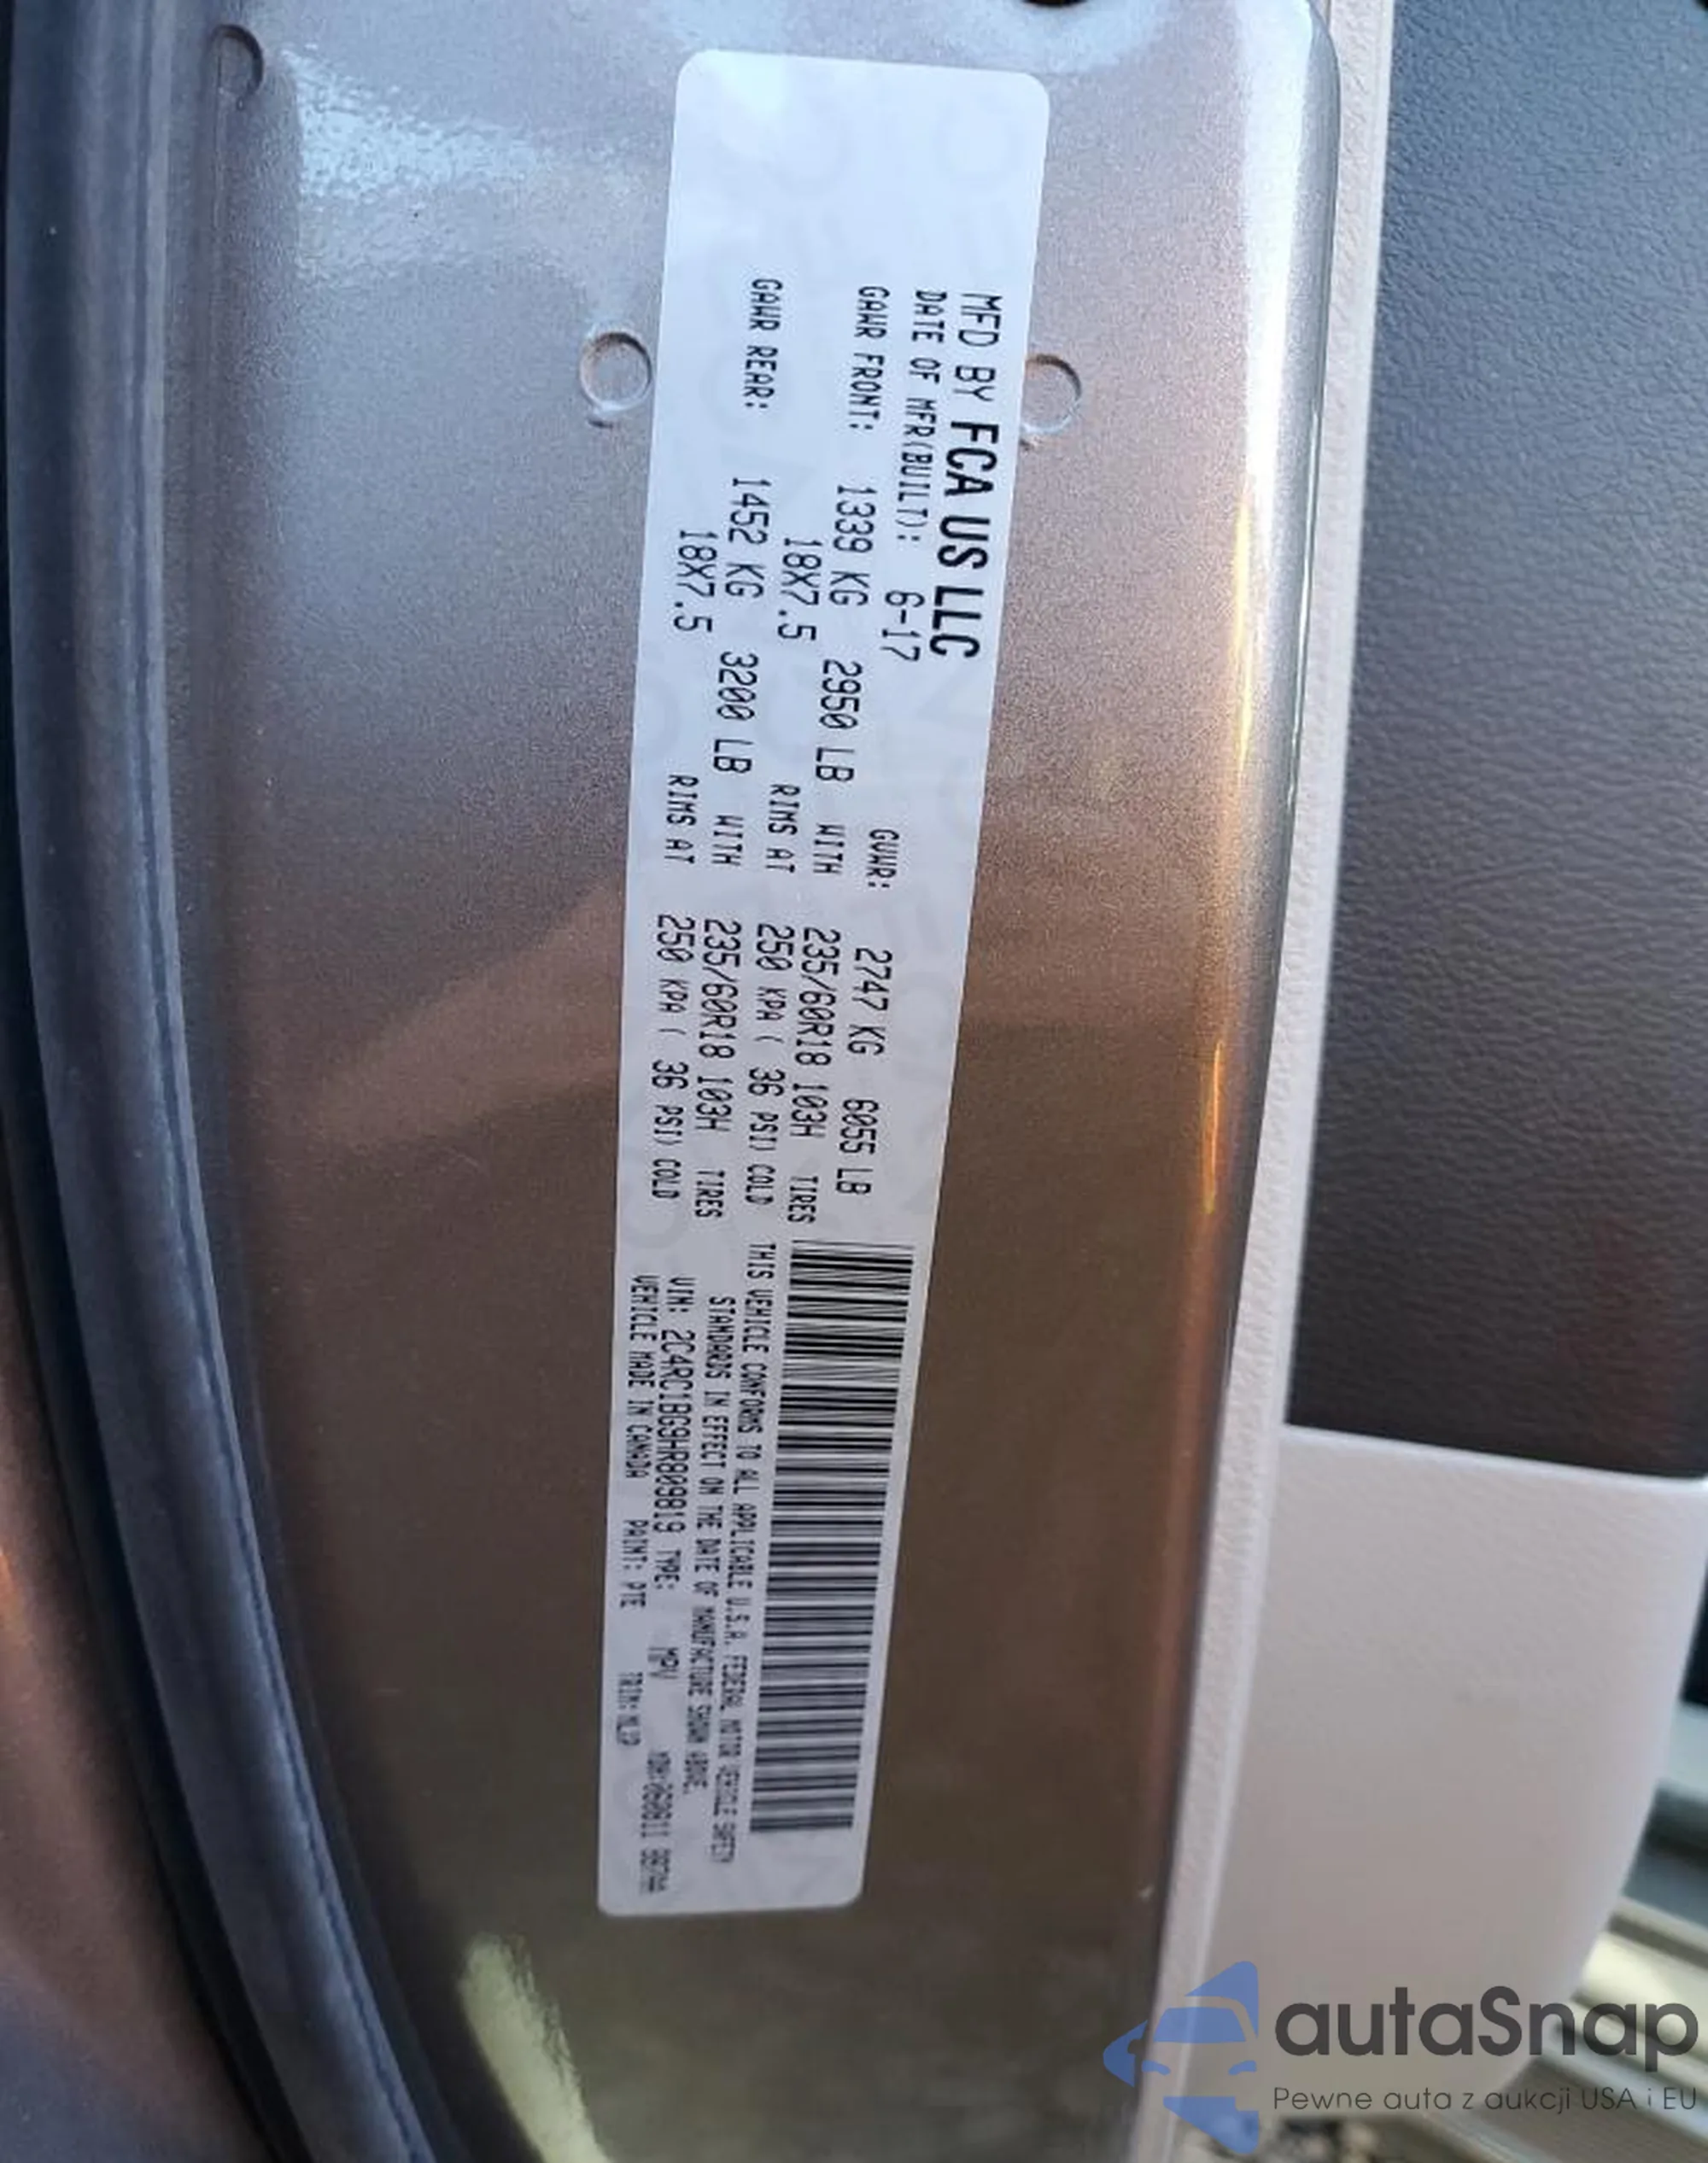 MFD BY FCA US LLC
DATE OF MFR(BUILT): 6-17 GVWR: 2747 KG 6055 LB
GAWR FRONT: 1339 KG 2950 LB WITH 235/60R18 103H TIRES
18X7.5 RIMS AT 250 KPA ( 36 PSI) COLD
GAWR REAR: 1452 KG 3200 LB WITH 235/60R18 103H TIRES
18X7.5 RIMS AT 250 KPA ( 36 PSI) COLD
THIS VEHICLE CONFORMS TO ALL APPLICABLE U.S.A. FEDERAL MOTOR VEHICLE SAFETY
STANDARDS IN EFFECT ON THE DATE OF MANUFACTURE SHOWN ABOVE.
VIN: 2C4RC1BG9HR809819 TYPE: MPV MDH:060811
VEHICLE MADE IN CANADA PAINT: PTE TRIM:
autaSnap
Pewne auta z aukcji USA i EU